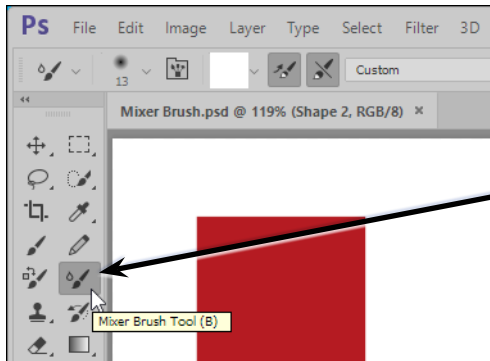 Ps File Edit Image Layer Type Select Filter 3D
13 Custom
Mixer Brush.psd @ 119% (Shape 2, RGB/8) ×
Mixer Brush Tool (B)